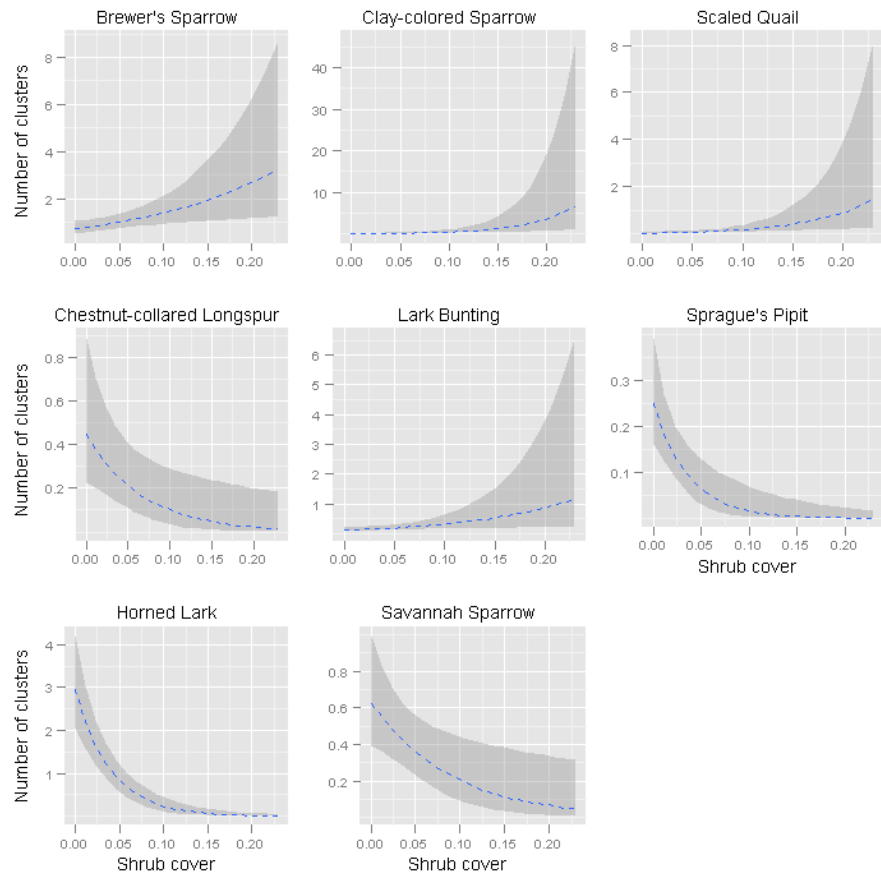 Brewer's Sparrow
Clay-colored Sparrow
Scaled Quail
Number of clusters
8
6
4
2
0.00 0.05 0.10 0.15 0.20
40
30
20
10
0.00 0.05 0.10 0.15 0.20
8
6
4
2
0.00 0.05 0.10 0.15 0.20
Chestnut-collared Longspur
Lark Bunting
Sprague's Pipit
Number of clusters
0.8
0.6
0.4
0.2
0.00 0.05 0.10 0.15 0.20
6
5
4
3
2
1
0.00 0.05 0.10 0.15 0.20
0.3
0.2
0.1
0.00 0.05 0.10 0.15 0.20
Shrub cover
Horned Lark
Savannah Sparrow
Number of clusters
4
3
2
1
0.00 0.05 0.10 0.15 0.20
Shrub cover
0.8
0.6
0.4
0.2
0.00 0.05 0.10 0.15 0.20
Shrub cover